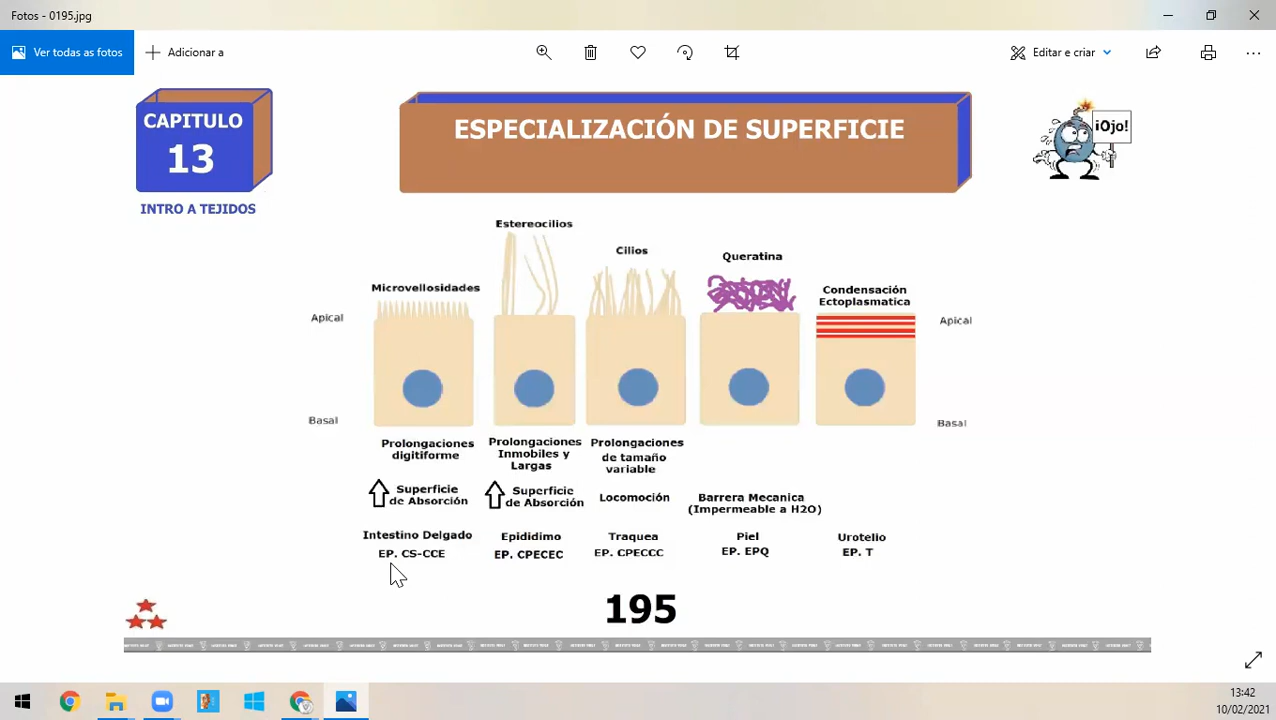 Fotos - 0195.jpg
Ver todas as fotos
Adicionar a
Editar e criar
CAPITULO
13
INTRO A TEJIDOS
ESPECIALIZACIÓN DE SUPERFICIE
¡Ojo!
Estereocilios
Cilios
Queratina
Microvellosidades
Condensación
Ectoplasmatica
Apical
Apical
Basal
Basal
Prolongaciones
digitiforme
Prolongaciones
Inmobiles y
Largas
Prolongaciones
de tamaño
variable
Superficie
de Absorción
Superficie
de Absorción
Locomoción
Barrera Mecanica
(Impermeable a H2O)
Intestino Delgado
EP. CS-CCE
Epididimo
EP. CPECEC
Traquea
EP. CPECCC
Piel
EP. EPQ
Urotelio
EP. T
195
13:42
10/02/2021